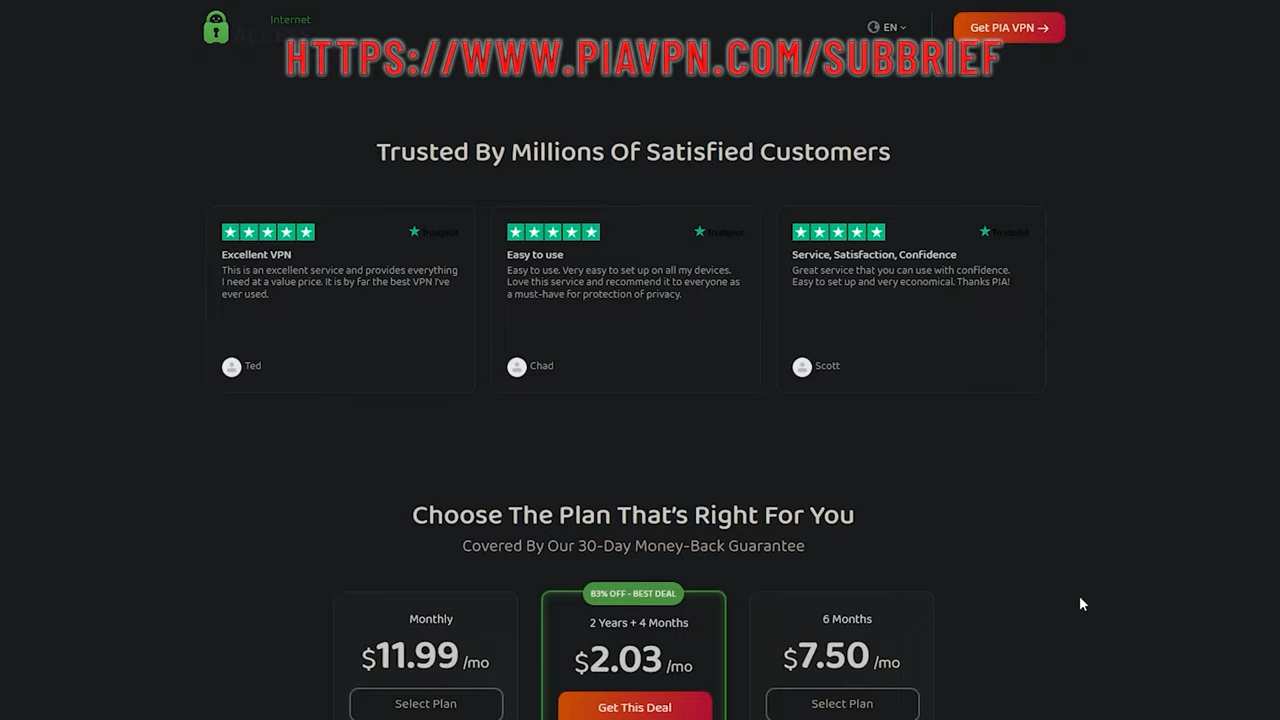 Internet
EN
Get PIA VPN →
HTTPS://WWW.PIAVPN.COM/SUBBRIEF
Trusted By Millions Of Satisfied Customers
Trustpilot
Excellent VPN
This is an excellent service and provides everything
I need at a value price. It is by far the best VPN I've
ever used.
Ted
Trustpilot
Easy to use
Easy to use. Very easy to set up on all my devices.
Love this service and recommend it to everyone as
a must-have for protection of privacy.
Chad
Trustpilot
Service, Satisfaction, Confidence
Great service that you can use with confidence.
Easy to set up and very economical. Thanks PIA!
Scott
Choose The Plan That's Right For You
Covered By Our 30-Day Money-Back Guarantee
Monthly
$11.99 /mo
Select Plan
83% OFF - BEST DEAL
2 Years + 4 Months
$2.03 /mo
Get This Deal
6 Months
$7.50 /mo
Select Plan